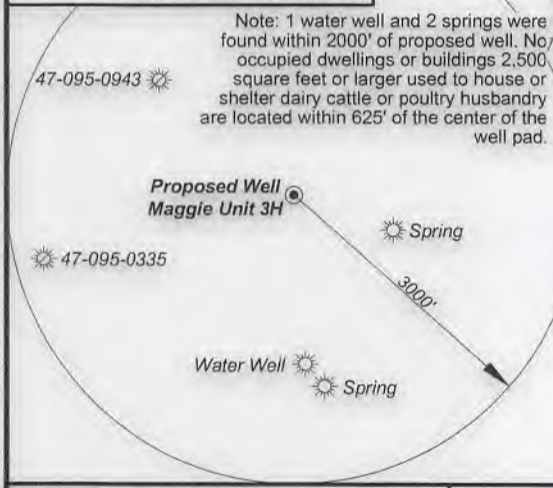 Note: 1 water well and 2 springs were
found within 2000' of proposed well. No
occupied dwellings or buildings 2,500
square feet or larger used to house or
shelter dairy cattle or poultry husbandry
are located within 625' of the center of the
well pad.
47-095-0943
Proposed Well
Maggie Unit 3H
Spring
47-095-0335
3000'
Water Well
Spring